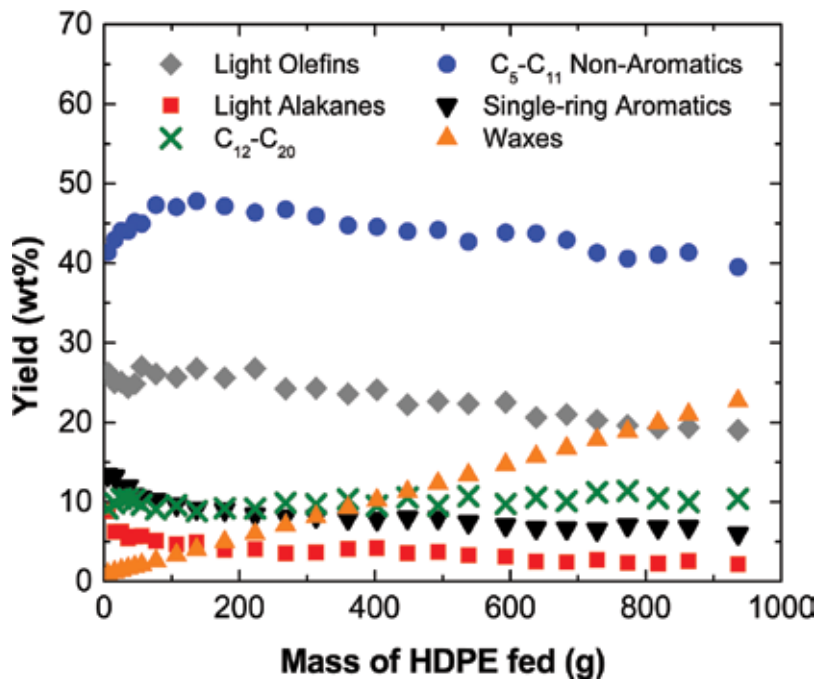 70
60
50
40
30
20
10
0
Yield (wt%)
Light Olefins
C₅-C₁₁ Non-Aromatics
Light Alakanes
Single-ring Aromatics
C₁₂-C₂₀
Waxes
0 200 400 600 800 1000
Mass of HDPE fed (g)